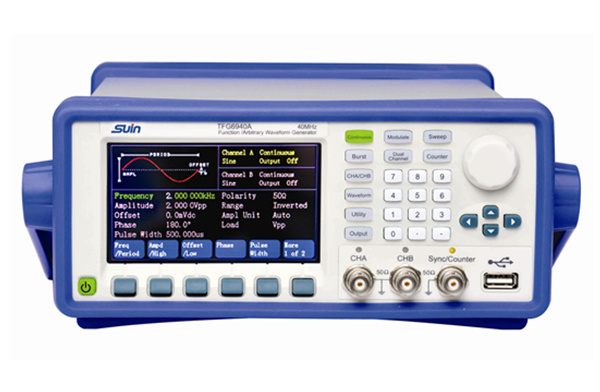 SUIN
TFG6940A 40MHz
Function /Arbitrary Waveform Generator
PERIOD
OFFSET
AMPL
Channel A Continuous
Sine Output Off
Channel B Continuous
Sine Output Off
Frequency 2.000 000kHz Polarity 50Ω
Amplitude 2.000 0Vpp Range Inverted
Offset 0.0mVdc Ampl Unit Auto
Phase 180.0° Load Vpp
Pulse Width 500.000us
Freq /Period
Ampd /High
Offset /Low
Phase
Pulse Width
More 1 of 2
Continuous Modulate Sweep
Burst Dual Channel Counter
CHA/CHB 7 8 9
Waveform 4 5 6
Utility 1 2 3
Output 0 . -
CHA CHB Sync/Counter
50Ω 50Ω